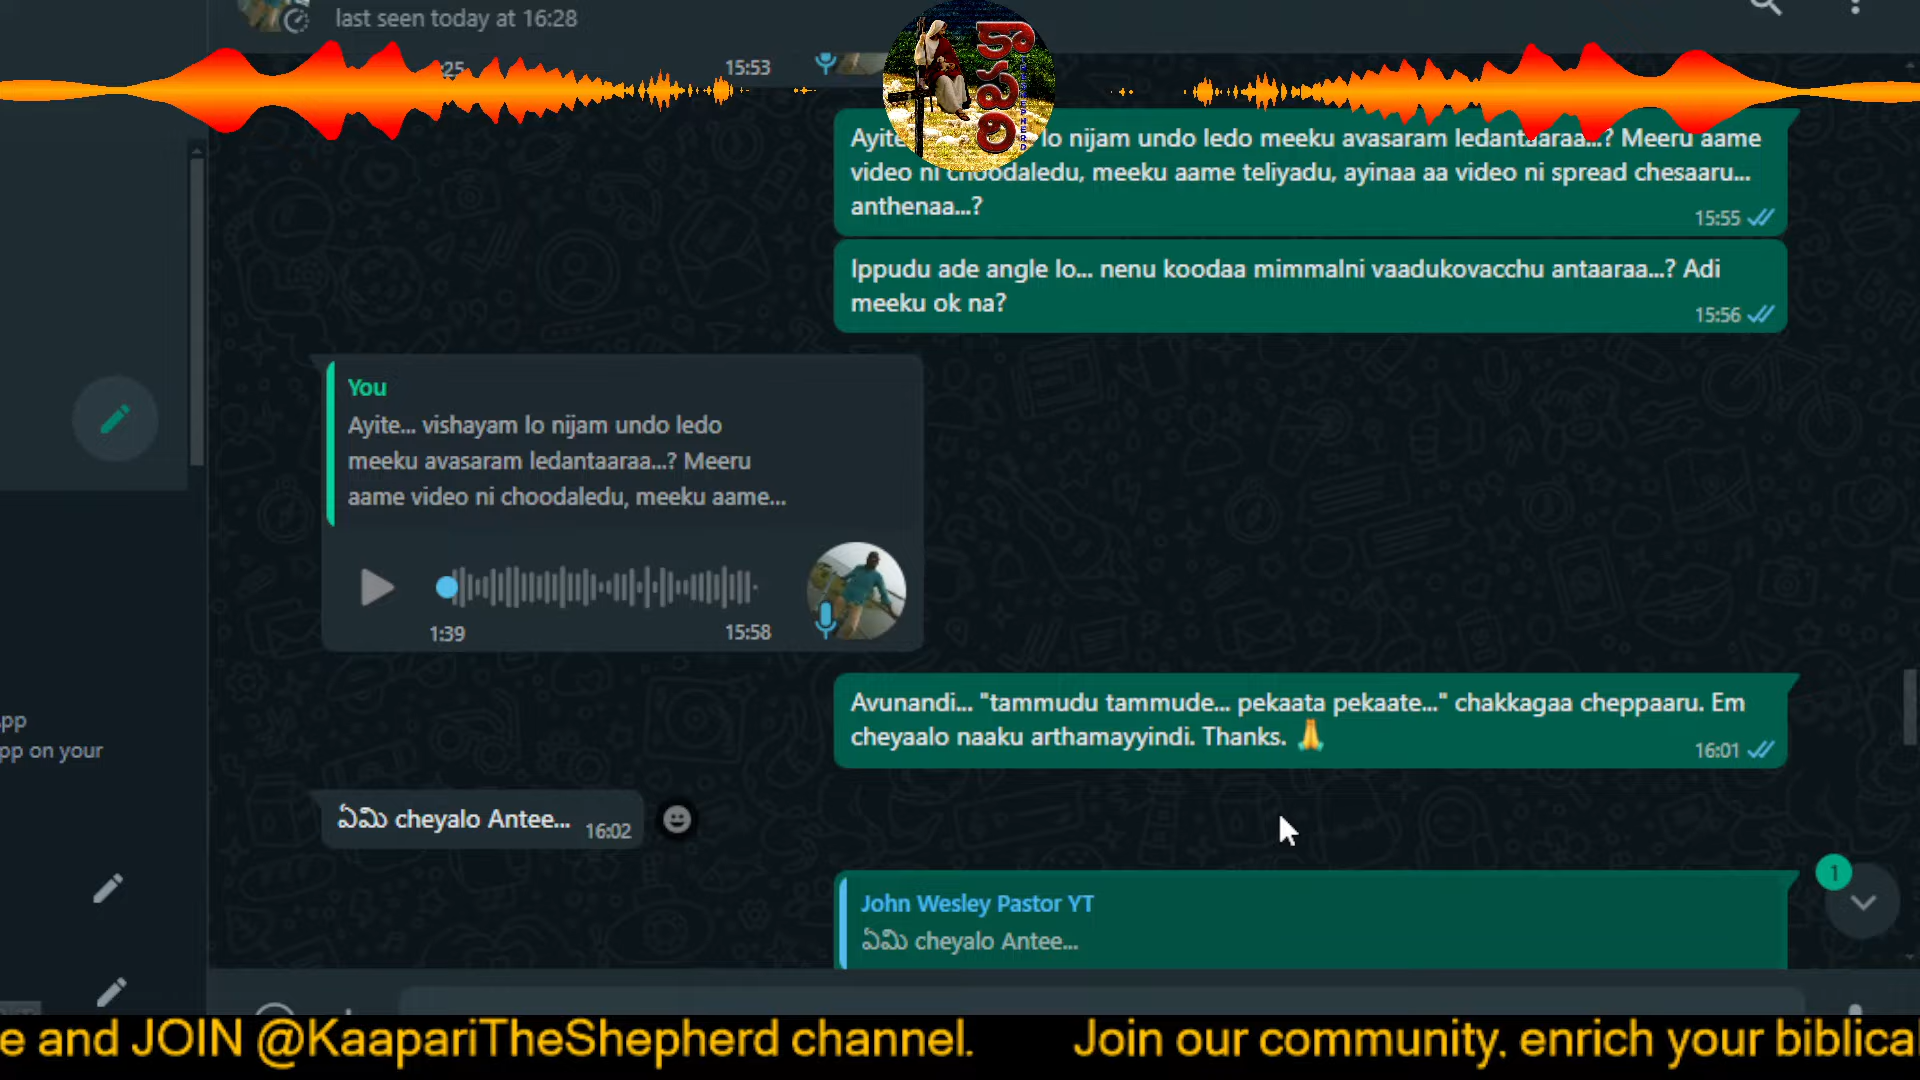 last seen today at 16:28
15:53
కాపరి
Ayite
lo nijam undo ledo meeku avasaram ledantaaraa...? Meeru aame
video ni choodaledu, meeku aame teliyadu, ayinaa aa video ni spread chesaaru...
anthenaa...?
15:55
Ippudu ade angle lo... nenu koodaa mimmalni vaadukovacchu antaaraa...? Adi
meeku ok na?
15:56
You
Ayite... vishayam lo nijam undo ledo
meeku avasaram ledantaaraa...? Meeru
aame video ni choodaledu, meeku aame...
1:39
15:58
Avunandi... "tammudu tammude... pekaata pekaate..." chakkagaa cheppaaru. Em
cheyaalo naaku arthamayyindi. Thanks. 🙏
16:01
pp on your
ఏమి cheyalo Antee...
16:02
1
John Wesley Pastor YT
ఏమి cheyalo Antee...
e and JOIN @KaapariTheShepherd channel. Join our community. enrich your biblical